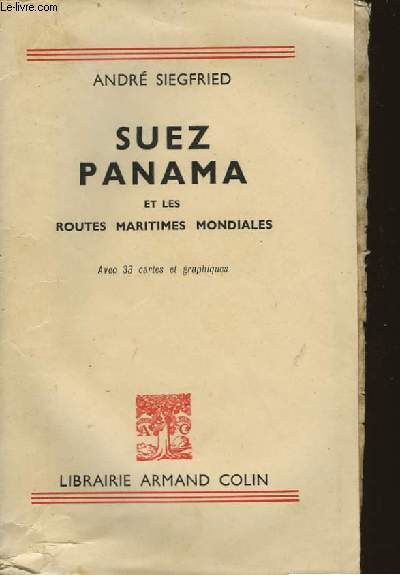 © Le-livre.com
ANDRÉ SIEGFRIED
SUEZ
PANAMA
ET LES
ROUTES MARITIMES MONDIALES
Avec 33 cartes et graphiques
A C
LIBRAIRIE ARMAND COLIN